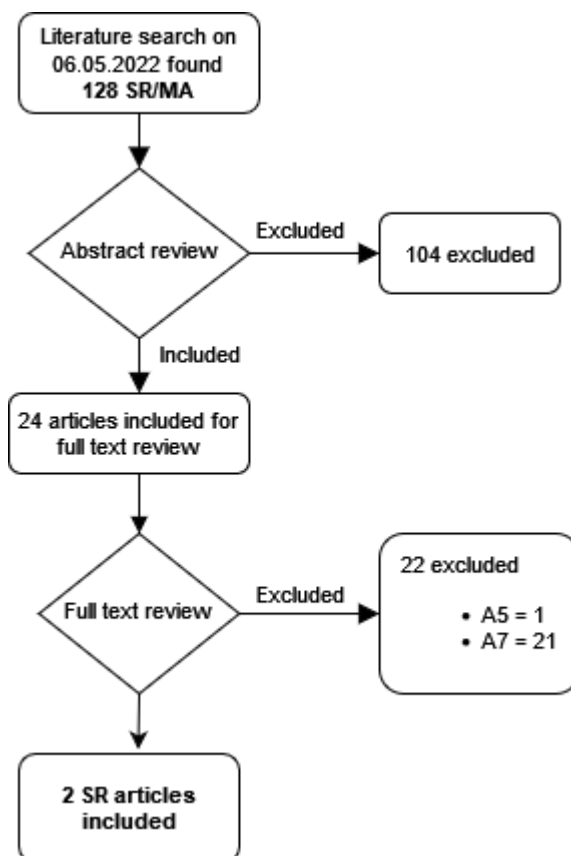 Literature search on
06.05.2022 found
128 SR/MA
Abstract review
Excluded
104 excluded
Included
24 articles included for
full text review
Full text review
Excluded
22 excluded
• A5 = 1
• A7 = 21
2 SR articles
included